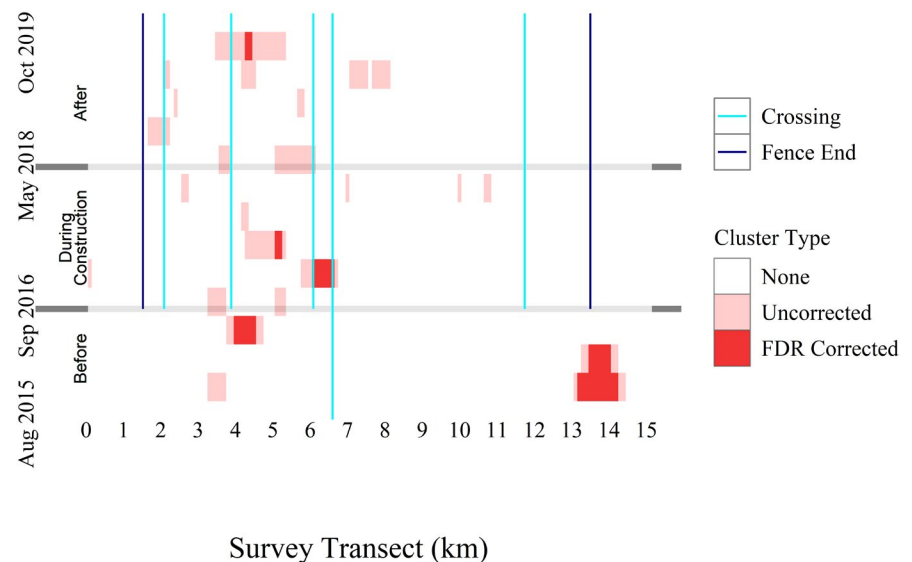 Oct 2019
After
May 2018
During
Construction
Sep 2016
Before
Aug 2015
0 1 2 3 4 5 6 7 8 9 10 11 12 13 14 15
Survey Transect (km)
Crossing
Fence End
Cluster Type
None
Uncorrected
FDR Corrected